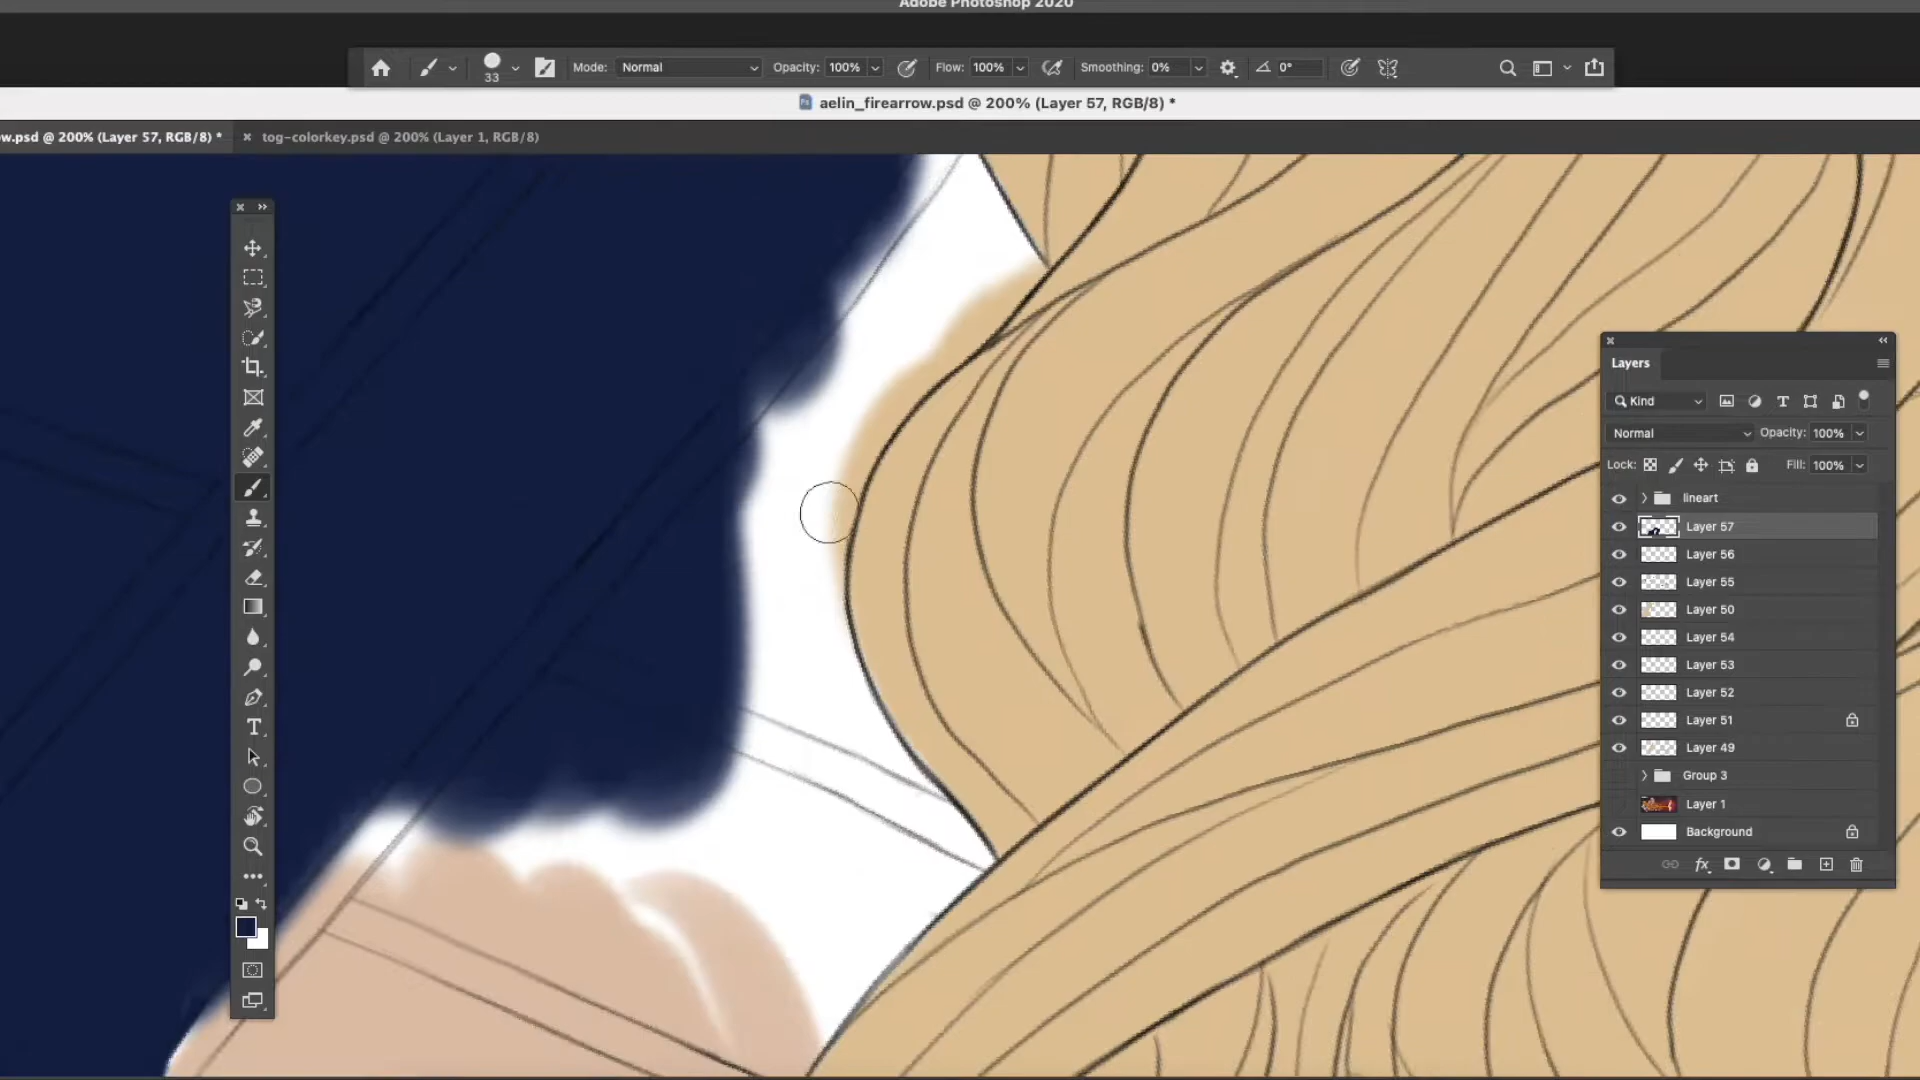 Adobe Photoshop 2020
33 Mode: Normal Opacity: 100% Flow: 100% Smoothing: 0% 0°
aelin_firearrow.psd @ 200% (Layer 57, RGB/8) *
ow.psd @ 200% (Layer 57, RGB/8) * tog-colorkey.psd @ 200% (Layer 1, RGB/8)
Layers
Kind
Normal Opacity: 100%
Lock: Fill: 100%
lineart
Layer 57
Layer 56
Layer 55
Layer 50
Layer 54
Layer 53
Layer 52
Layer 51
Layer 49
Group 3
Layer 1
Background
fx